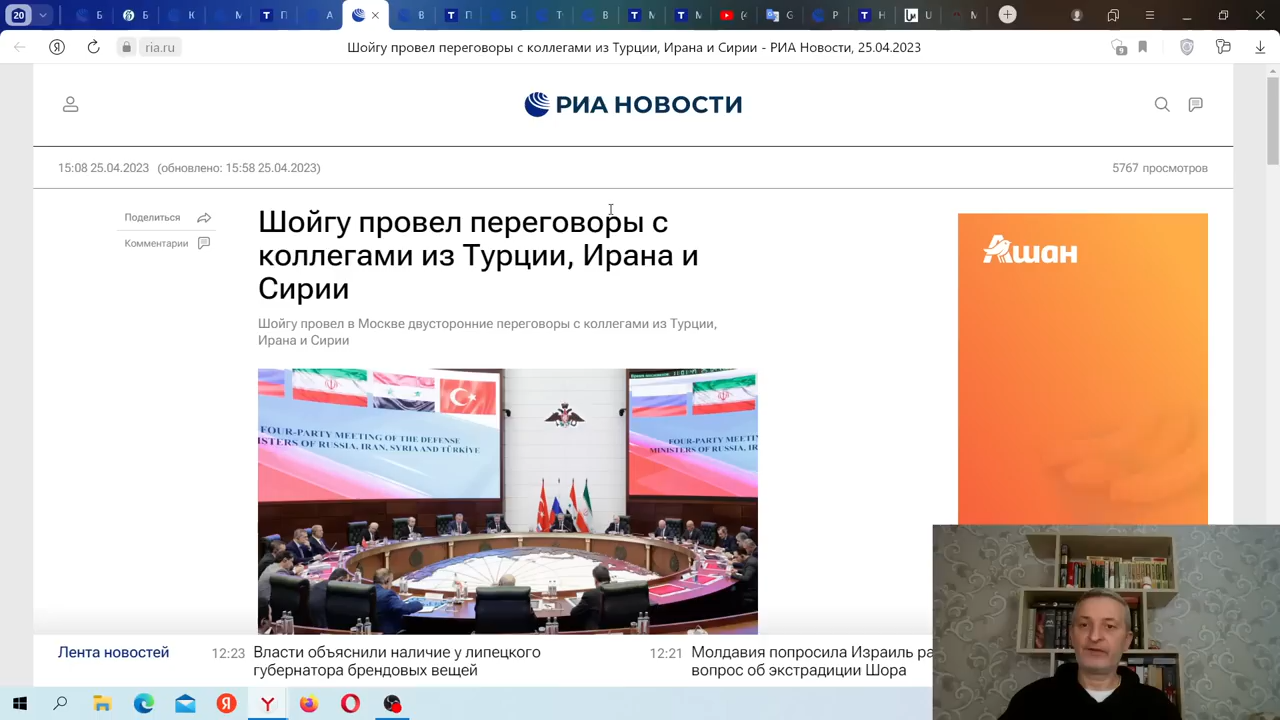 20
ria.ru
Шойгу провел переговоры с коллегами из Турции, Ирана и Сирии - РИА Новости, 25.04.2023
9
РИА НОВОСТИ
15:08 25.04.2023 (обновлено: 15:58 25.04.2023)
5767 просмотров
Поделиться
Комментарии
Шойгу провел переговоры с
коллегами из Турции, Ирана и
Сирии
Шойгу провел в Москве двусторонние переговоры с коллегами из Турции,
Ирана и Сирии
Ашан
FOUR-PARTY MEETING OF THE DEFENSE
MINISTERS OF RUSSIA, IRAN, SYRIA AND TÜRKİYE
FOUR-PARTY MEETI
MINISTERS OF RUSSIA, IR
Лента новостей
12:23
Власти объяснили наличие у липецкого
губернатора брендовых вещей
12:21
Молдавия попросила Израиль ра
вопрос об экстрадиции Шора